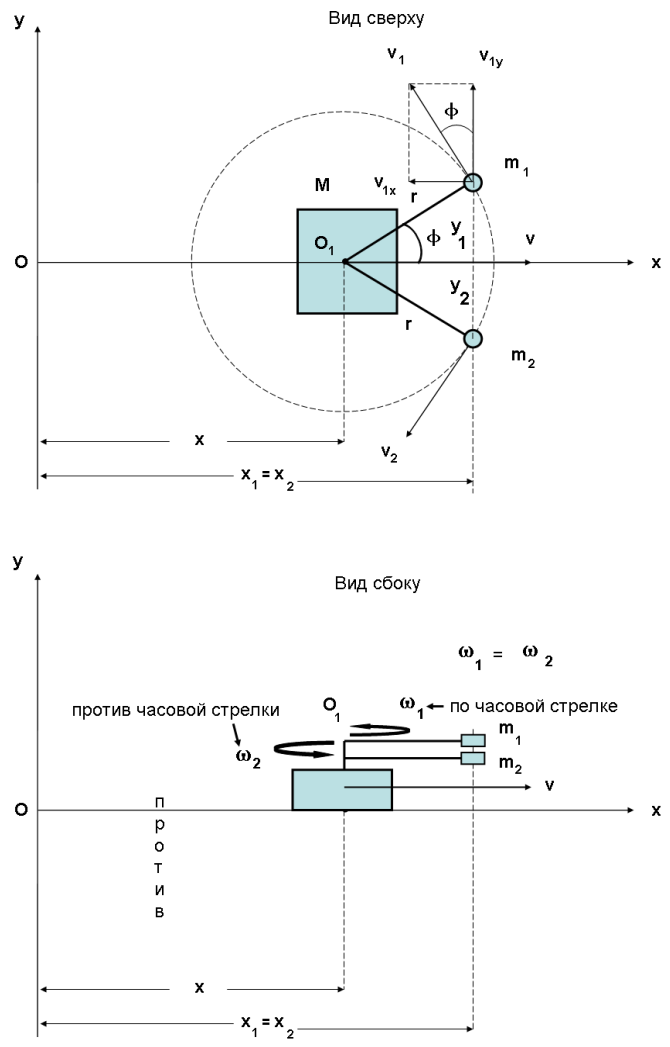 y
Вид сверху
v1
v1y
ϕ
m1
M
v1x
r
O1
ϕ
y1
v
O
x
y2
r
m2
v2
x
x1 = x2
y
Вид сбоку
ω1 = ω2
против часовой стрелки
O1
ω1
по часовой стрелке
m1
ω2
m2
v
O
x
п
р
о
т
и
в
x
x1 = x2